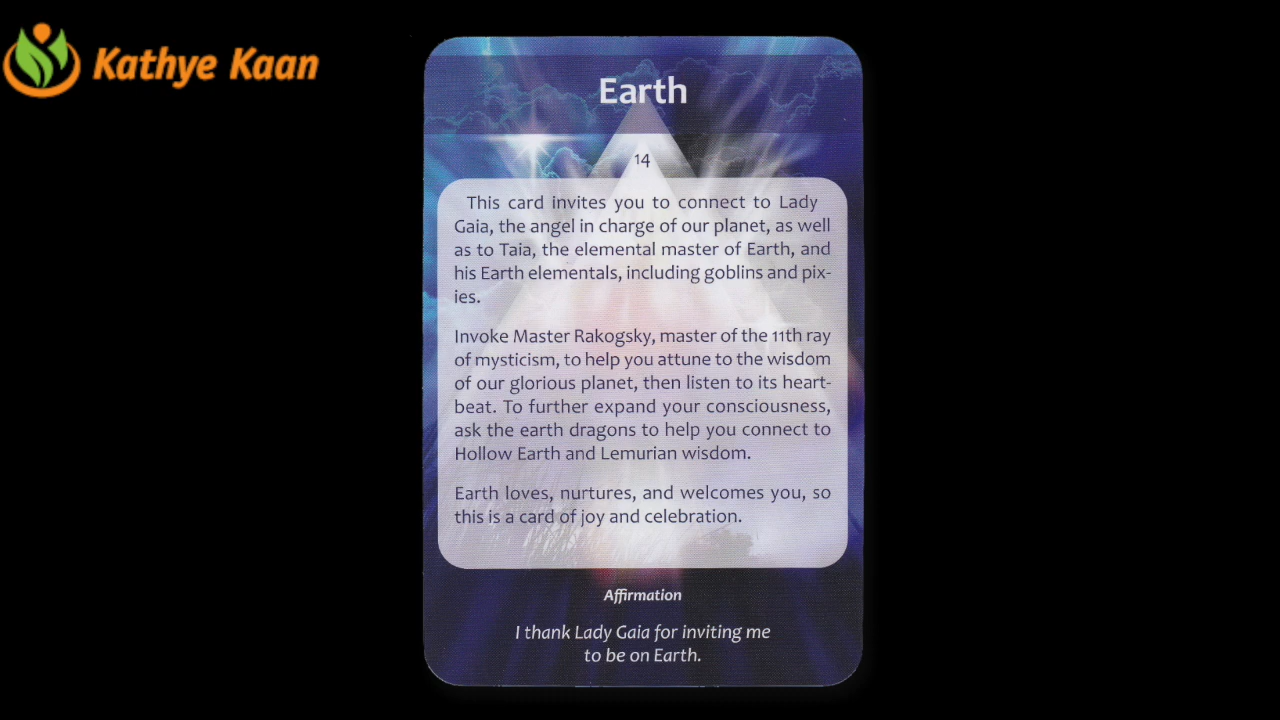 Kathye Kaan
Earth
14
This card invites you to connect to Lady
Gaia, the angel in charge of our planet, as well
as to Taia, the elemental master of Earth, and
his Earth elementals, including goblins and pix-
ies.
Invoke Master Rakogsky, master of the 11th ray
of mysticism, to help you attune to the wisdom
of our glorious planet, then listen to its heart-
beat. To further expand your consciousness,
ask the earth dragons to help you connect to
Hollow Earth and Lemurian wisdom.
Earth loves, nurtures, and welcomes you, so
this is a card of joy and celebration.
Affirmation
I thank Lady Gaia for inviting me
to be on Earth.